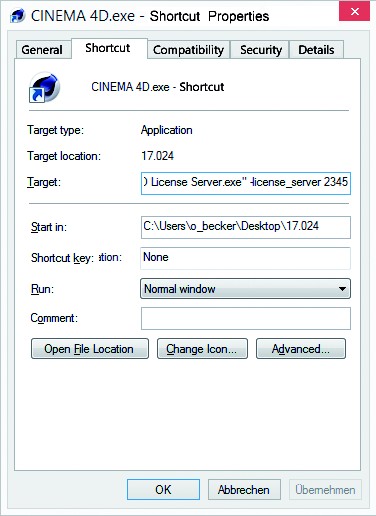 CINEMA 4D.exe - Shortcut Properties
General Shortcut Compatibility Security Details
CINEMA 4D.exe - Shortcut
Target type: Application
Target location: 17.024
Target: License Server.exe" -license_server 2345
Start in: C:\Users\o_becker\Desktop\17.024
Shortcut key: ation: None
Run: Normal window
Comment:
Open File Location Change Icon... Advanced...
OK Abbrechen Übernehmen